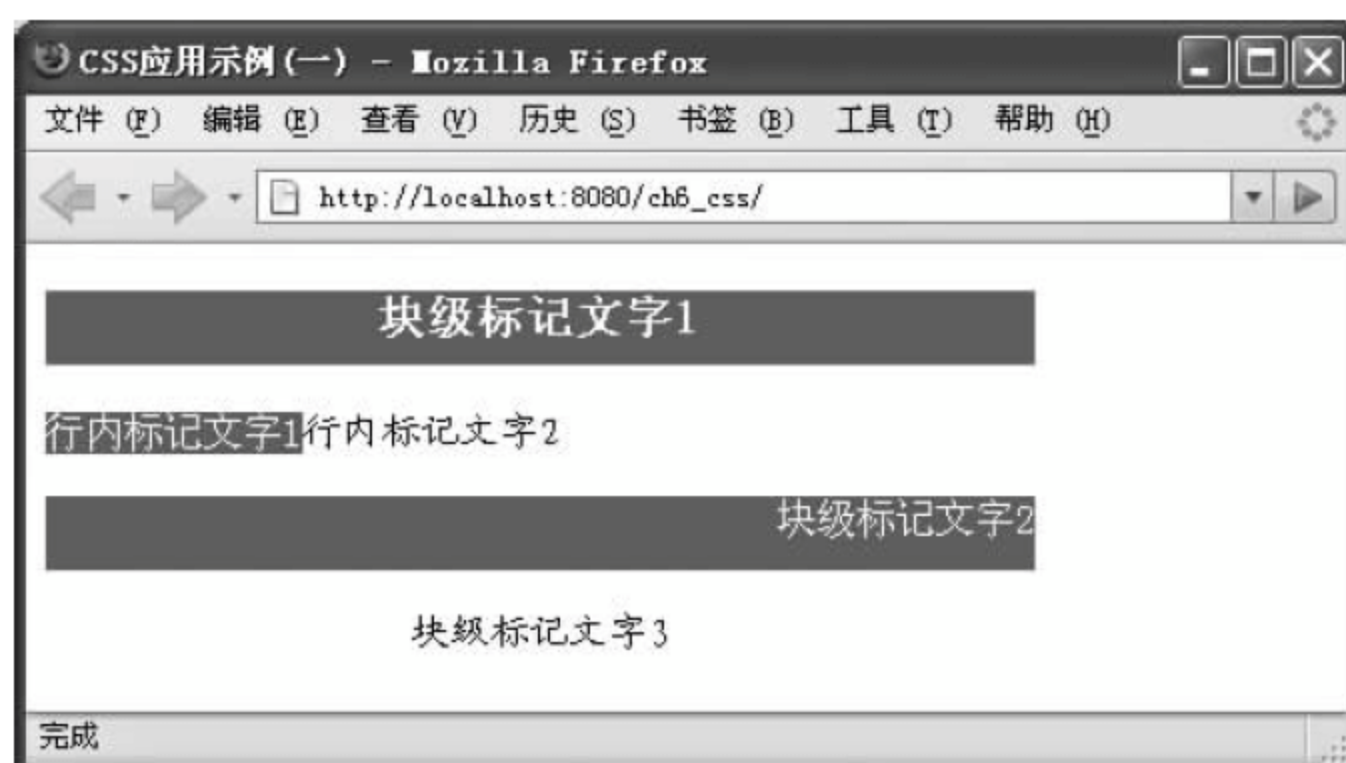 CSS应用示例(一) - Mozilla Firefox
文件 (F) 编辑 (E) 查看 (V) 历史 (S) 书签 (B) 工具 (T) 帮助 (H)
http://localhost:8080/ch6_css/
块级标记文字1
行内标记文字1行内标记文字2
块级标记文字2
块级标记文字3
完成